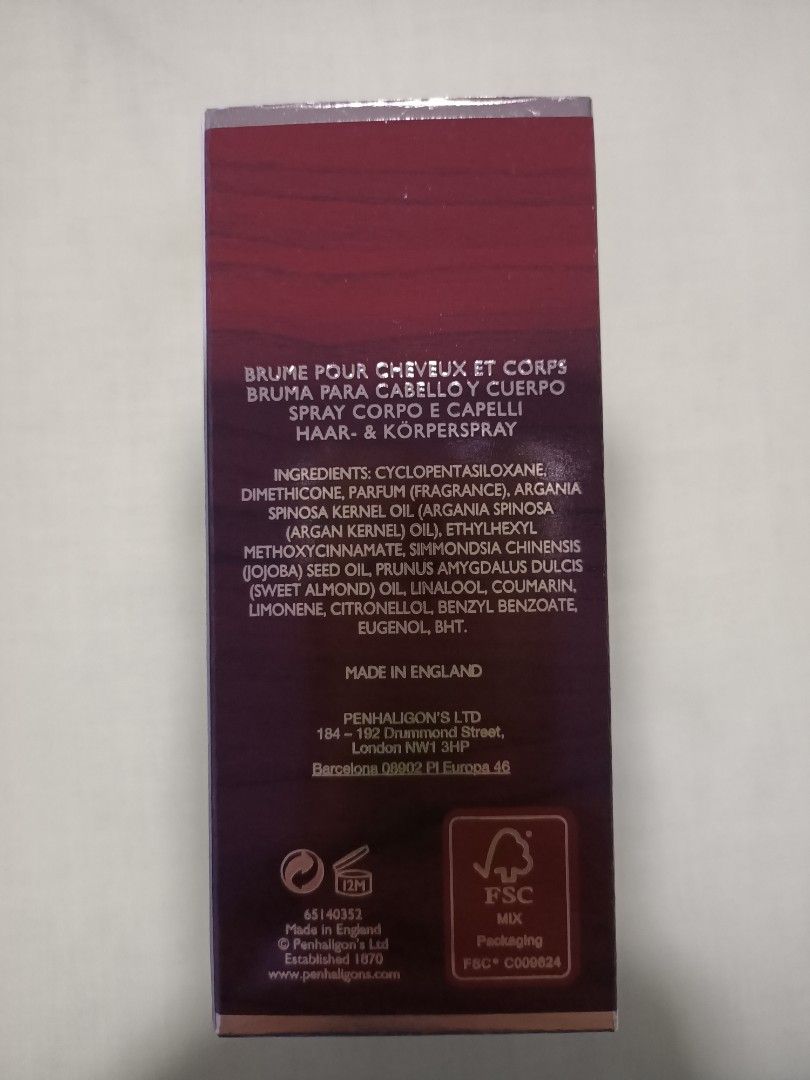 BRUME POUR CHEVEUX ET CORPS
BRUMA PARA CABELLO Y CUERPO
SPRAY CORPO E CAPELLI
HAAR- & KÖRPERSPRAY
INGREDIENTS: CYCLOPENTASILOXANE,
DIMETHICONE, PARFUM (FRAGRANCE), ARGANIA
SPINOSA KERNEL OIL (ARGANIA SPINOSA
(ARGAN KERNEL) OIL), ETHYLHEXYL
METHOXYCINNAMATE, SIMMONDSIA CHINENSIS
(JOJOBA) SEED OIL, PRUNUS AMYGDALUS DULCIS
(SWEET ALMOND) OIL, LINALOOL, COUMARIN,
LIMONENE, CITRONELLOL, BENZYL BENZOATE,
EUGENOL, BHT.
MADE IN ENGLAND
PENHALIGON'S LTD
184 – 192 Drummond Street,
London NW1 3HP
Barcelona 08902 Pl Europa 46
12M
65140352
Made in England
© Penhaligon's Ltd
Established 1870
www.penhaligons.com
FSC
MIX
Packaging
FSC® C009624